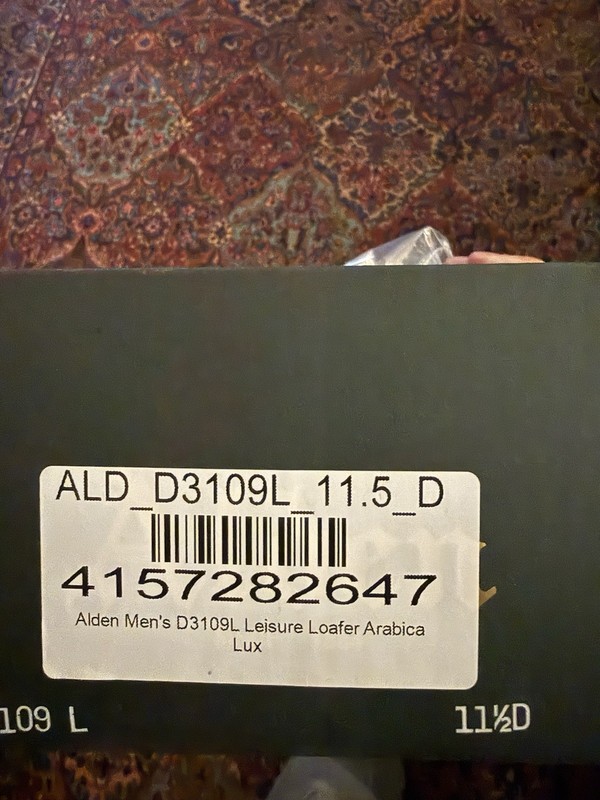 ALD_D3109L_11.5_D
4157282647
Alden Men's D3109L Leisure Loafer Arabica
Lux
109 L
11½D